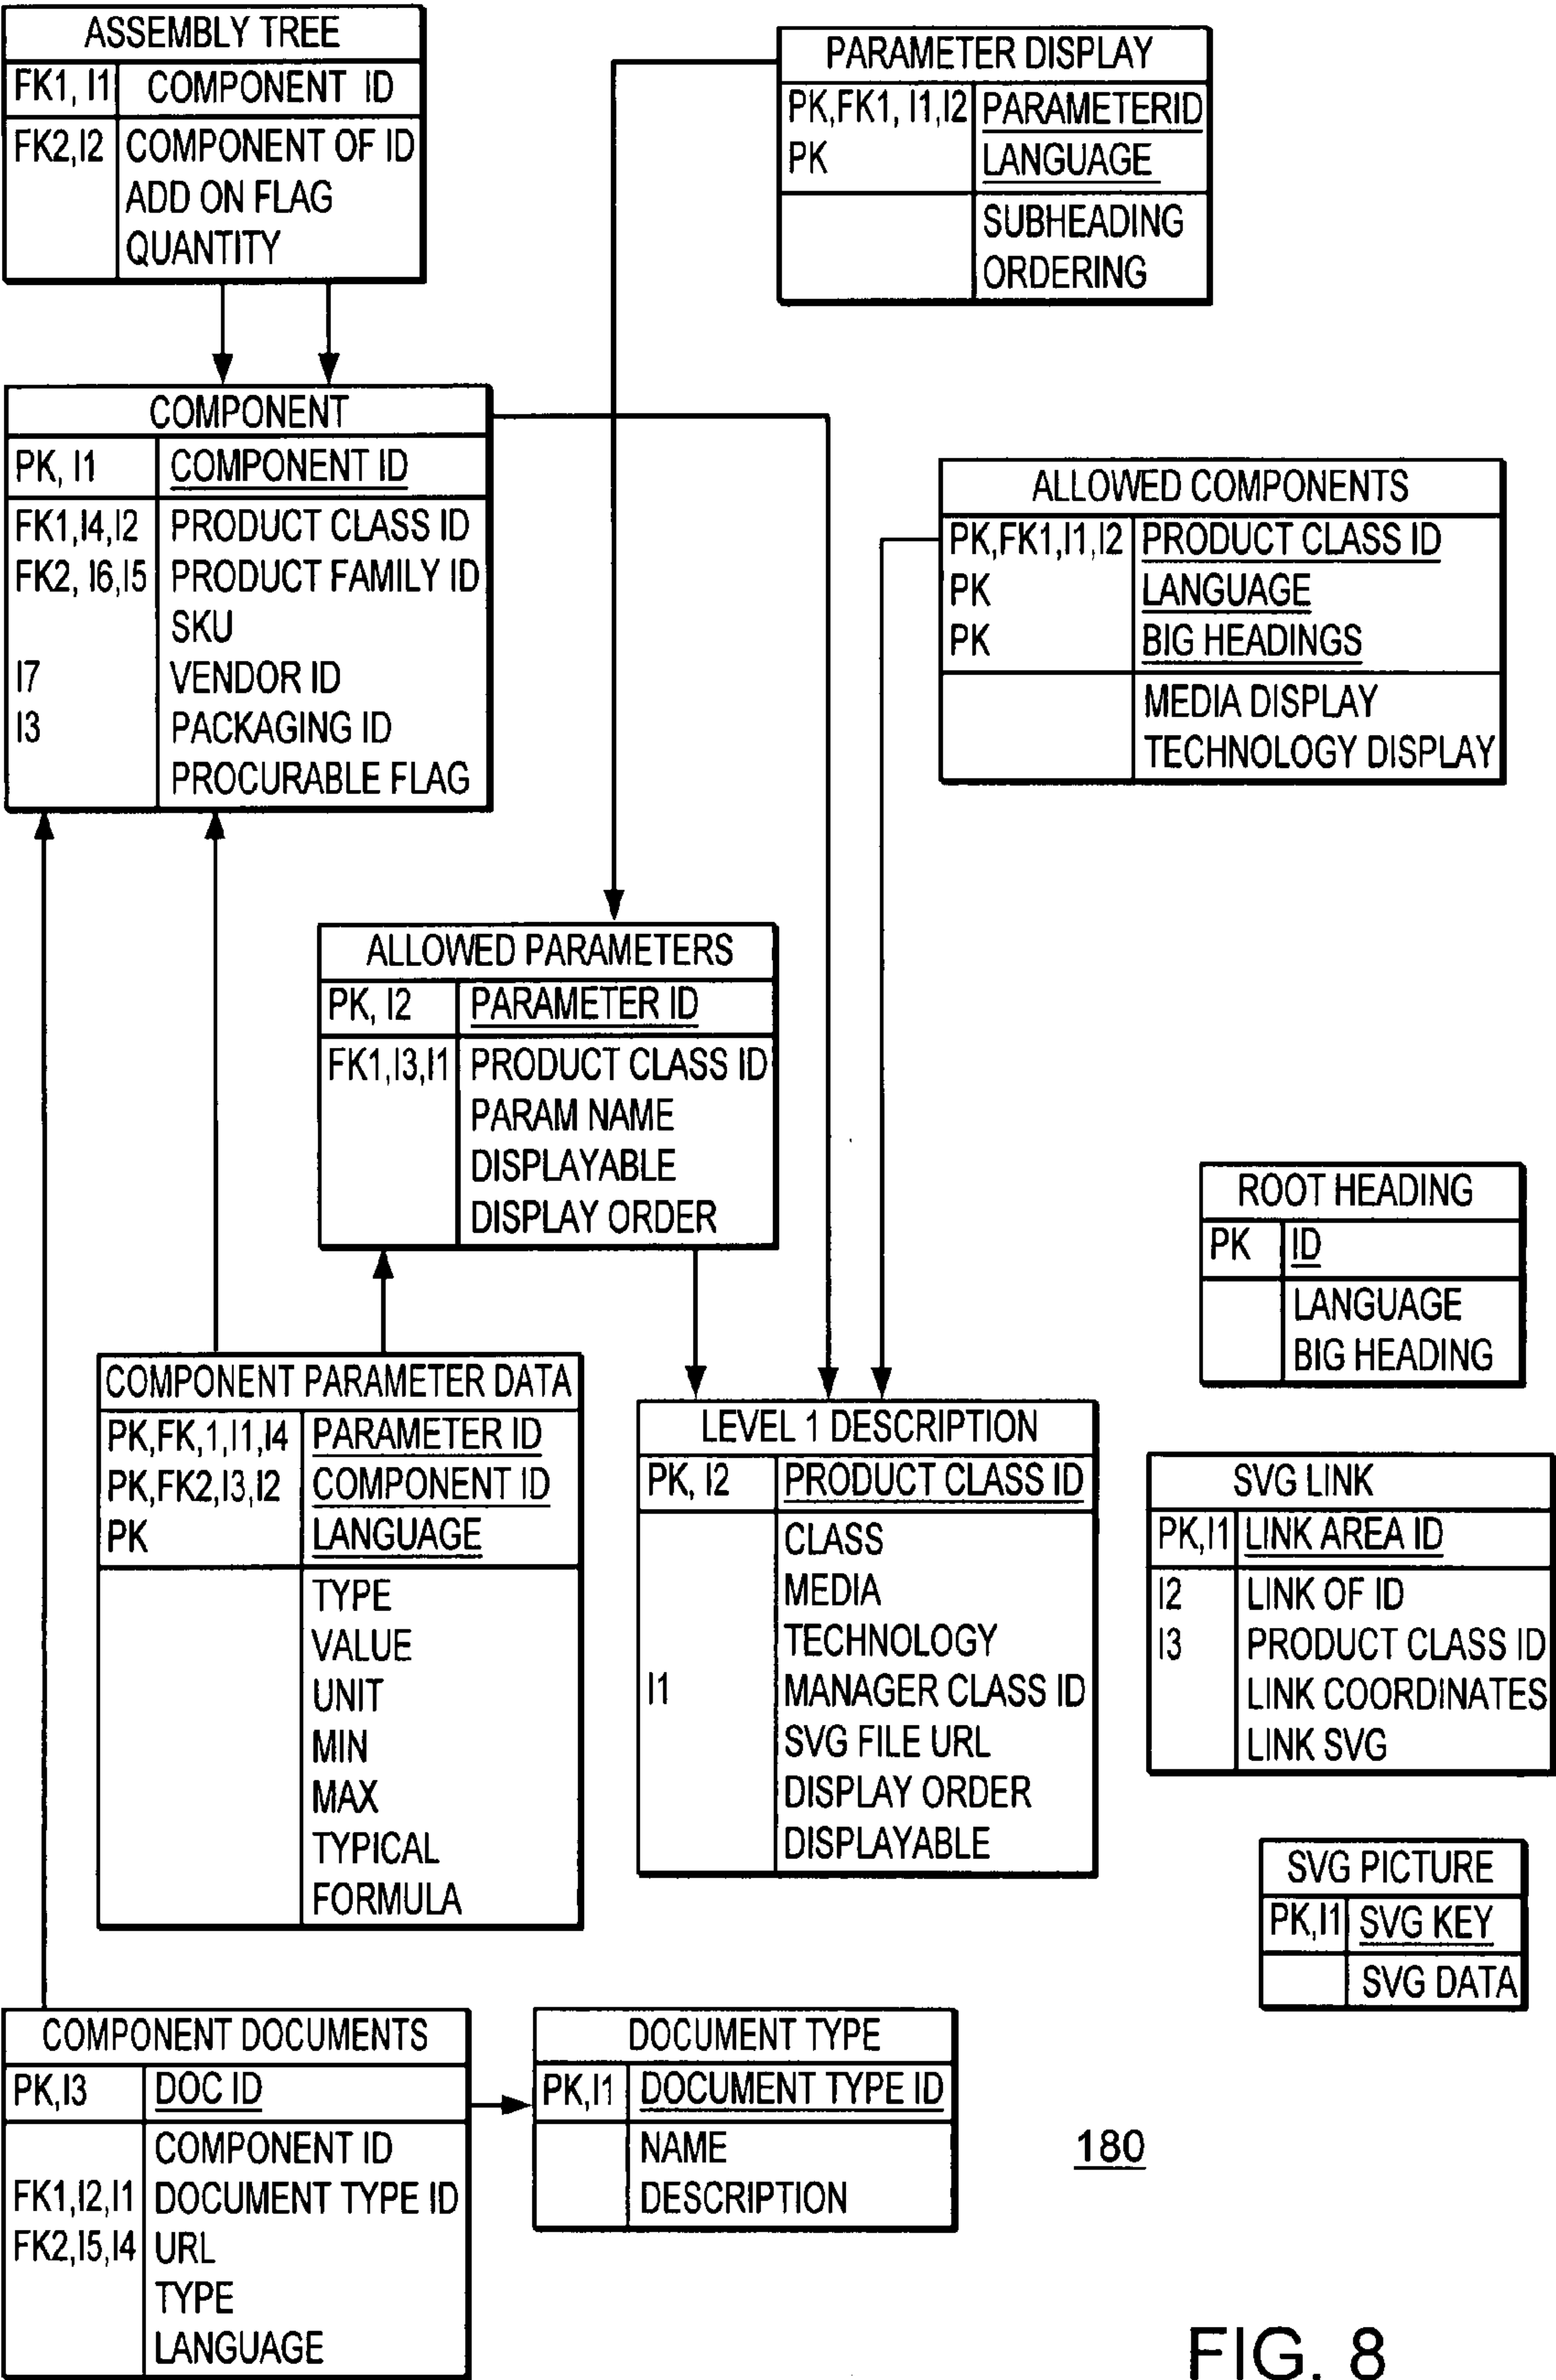 ASSEMBLY TREE
FK1, I1 COMPONENT ID
FK2,I2 COMPONENT OF ID
ADD ON FLAG
QUANTITY
PARAMETER DISPLAY
PK,FK1, I1,I2 PARAMETERID
PK LANGUAGE
SUBHEADING
ORDERING
COMPONENT
PK, I1 COMPONENT ID
FK1,I4,I2 PRODUCT CLASS ID
FK2, I6,I5 PRODUCT FAMILY ID
SKU
I7 VENDOR ID
I3 PACKAGING ID
PROCURABLE FLAG
ALLOWED COMPONENTS
PK,FK1,I1,I2 PRODUCT CLASS ID
PK LANGUAGE
PK BIG HEADINGS
MEDIA DISPLAY
TECHNOLOGY DISPLAY
ALLOWED PARAMETERS
PK, I2 PARAMETER ID
FK1,I3,I1 PRODUCT CLASS ID
PARAM NAME
DISPLAYABLE
DISPLAY ORDER
ROOT HEADING
PK ID
LANGUAGE
BIG HEADING
COMPONENT PARAMETER DATA
PK,FK,1,I1,I4 PARAMETER ID
PK,FK2,I3,I2 COMPONENT ID
PK LANGUAGE
TYPE
VALUE
UNIT
MIN
MAX
TYPICAL
FORMULA
LEVEL 1 DESCRIPTION
PK, I2 PRODUCT CLASS ID
CLASS
MEDIA
TECHNOLOGY
I1 MANAGER CLASS ID
SVG FILE URL
DISPLAY ORDER
DISPLAYABLE
SVG LINK
PK,I1 LINK AREA ID
I2 LINK OF ID
I3 PRODUCT CLASS ID
LINK COORDINATES
LINK SVG
SVG PICTURE
PK,I1 SVG KEY
SVG DATA
COMPONENT DOCUMENTS
PK,I3 DOC ID
COMPONENT ID
FK1,I2,I1 DOCUMENT TYPE ID
FK2,I5,I4 URL
TYPE
LANGUAGE
DOCUMENT TYPE
PK,I1 DOCUMENT TYPE ID
NAME
DESCRIPTION
180
FIG. 8